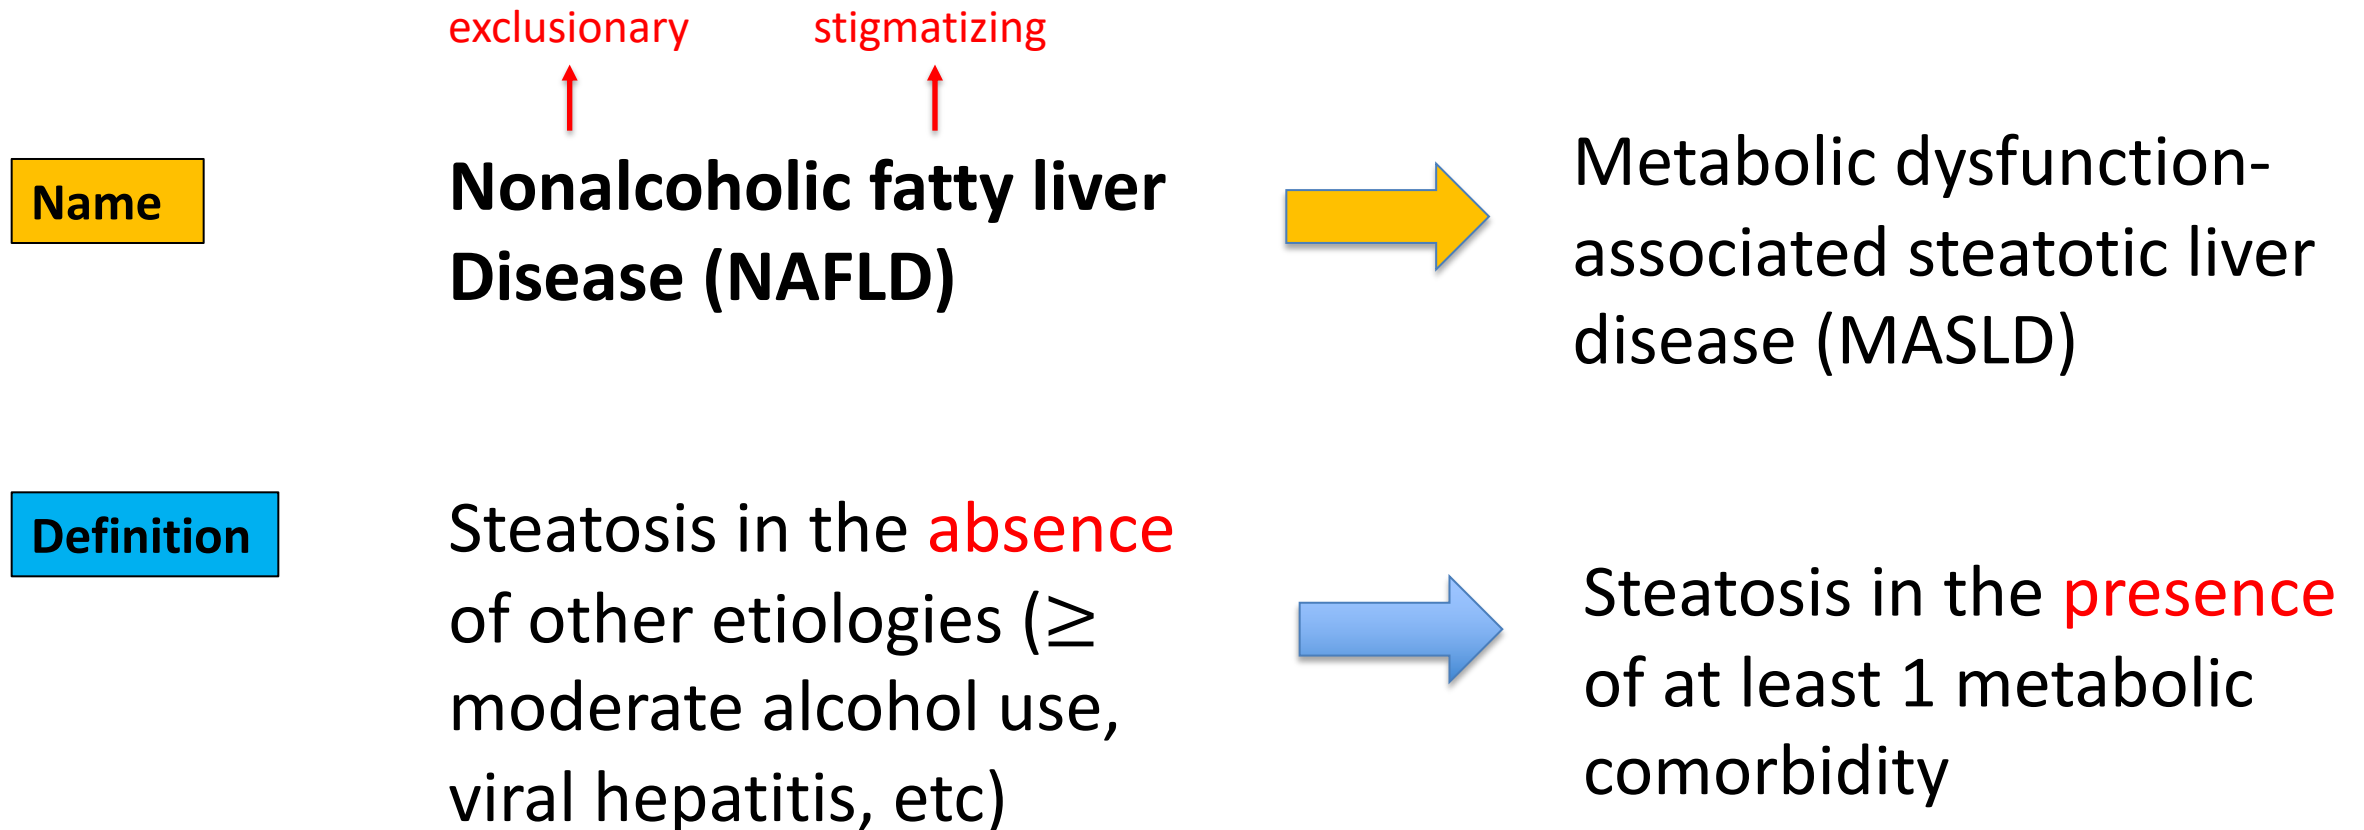 exclusionary stigmatizing
Name
Nonalcoholic fatty liver
Disease (NAFLD)
Metabolic dysfunction-
associated steatotic liver
disease (MASLD)
Definition
Steatosis in the absence
of other etiologies (≥
moderate alcohol use,
viral hepatitis, etc)
Steatosis in the presence
of at least 1 metabolic
comorbidity